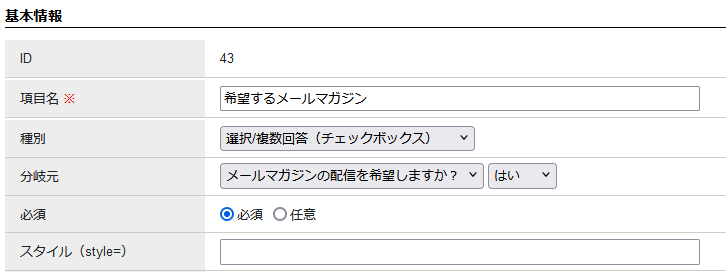 基本情報
ID 43
項目名 ※ 希望するメールマガジン
種別 選択/複数回答（チェックボックス）
分岐元 メールマガジンの配信を希望しますか？ はい
必須 必須 任意
スタイル（style=）